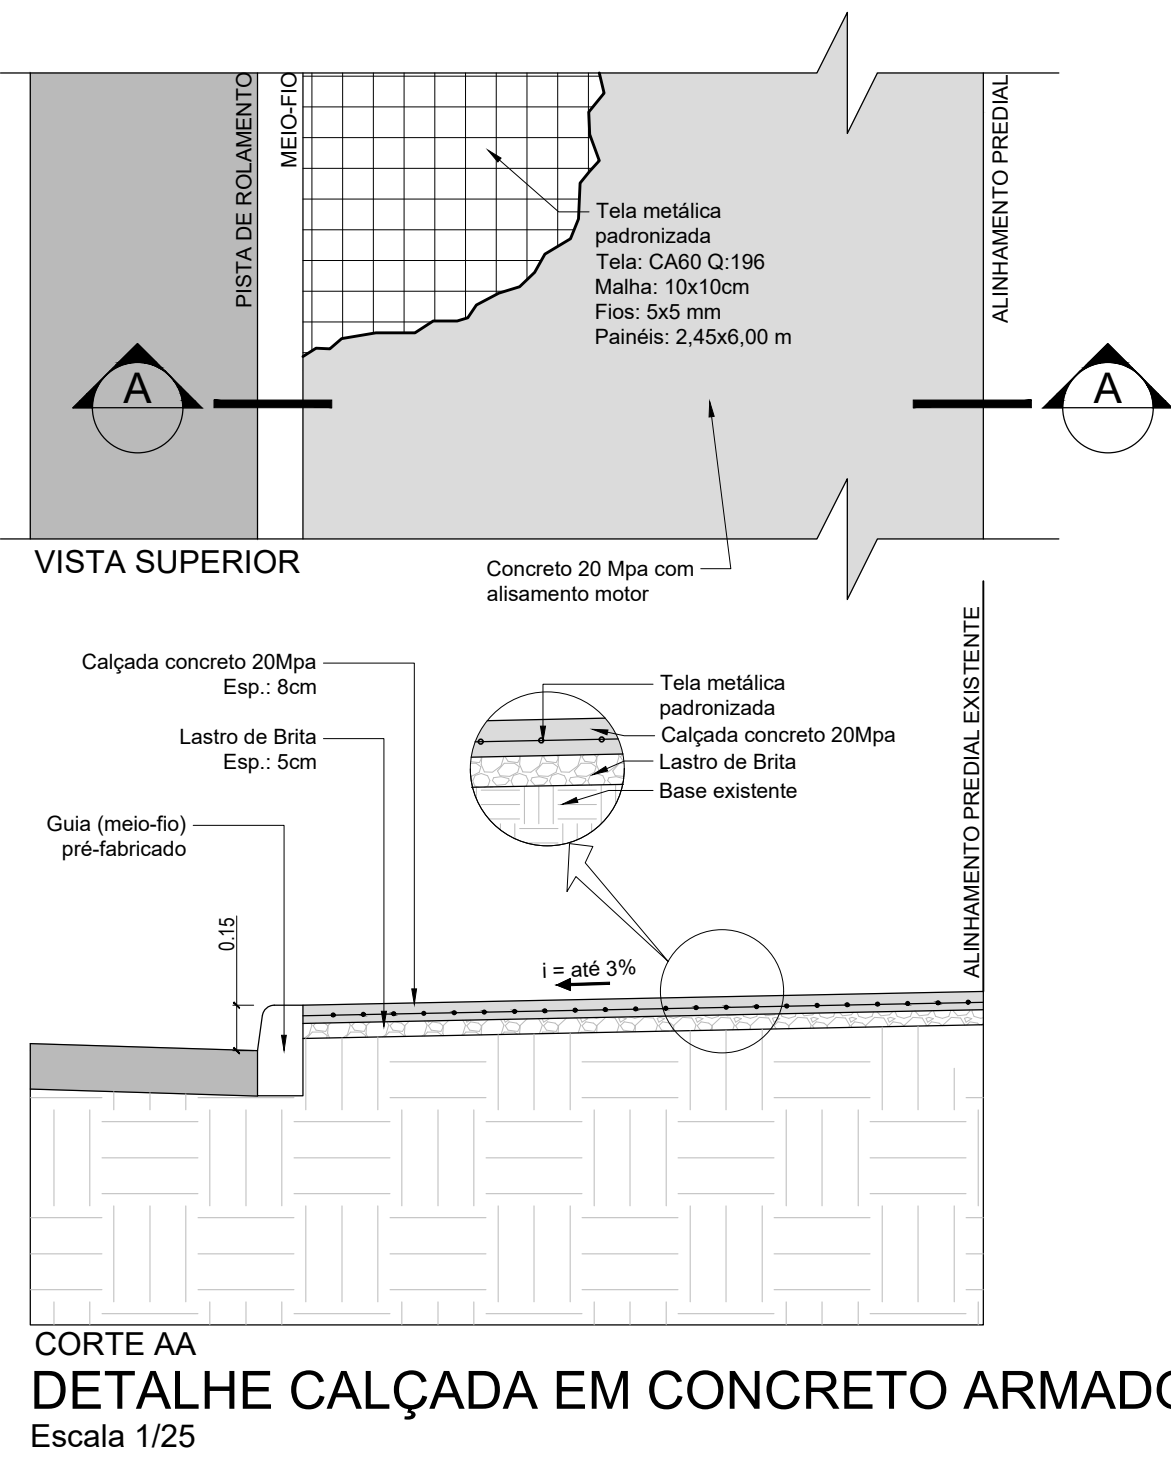 PISTA DE ROLAMENTO
MEIO-FIO
ALINHAMENTO PREDIAL
Tela metálica
padronizada
Tela: CA60 Q:196
Malha: 10x10cm
Fios: 5x5 mm
Painéis: 2,45x6,00 m
A
A
VISTA SUPERIOR
Concreto 20 Mpa com
alisamento motor
Calçada concreto 20Mpa
Esp.: 8cm
Lastro de Brita
Esp.: 5cm
Guia (meio-fio)
pré-fabricado
Tela metálica
padronizada
Calçada concreto 20Mpa
Lastro de Brita
Base existente
ALINHAMENTO PREDIAL EXISTENTE
0.15
i = até 3%
CORTE AA
DETALHE CALÇADA EM CONCRETO ARMADO
Escala 1/25